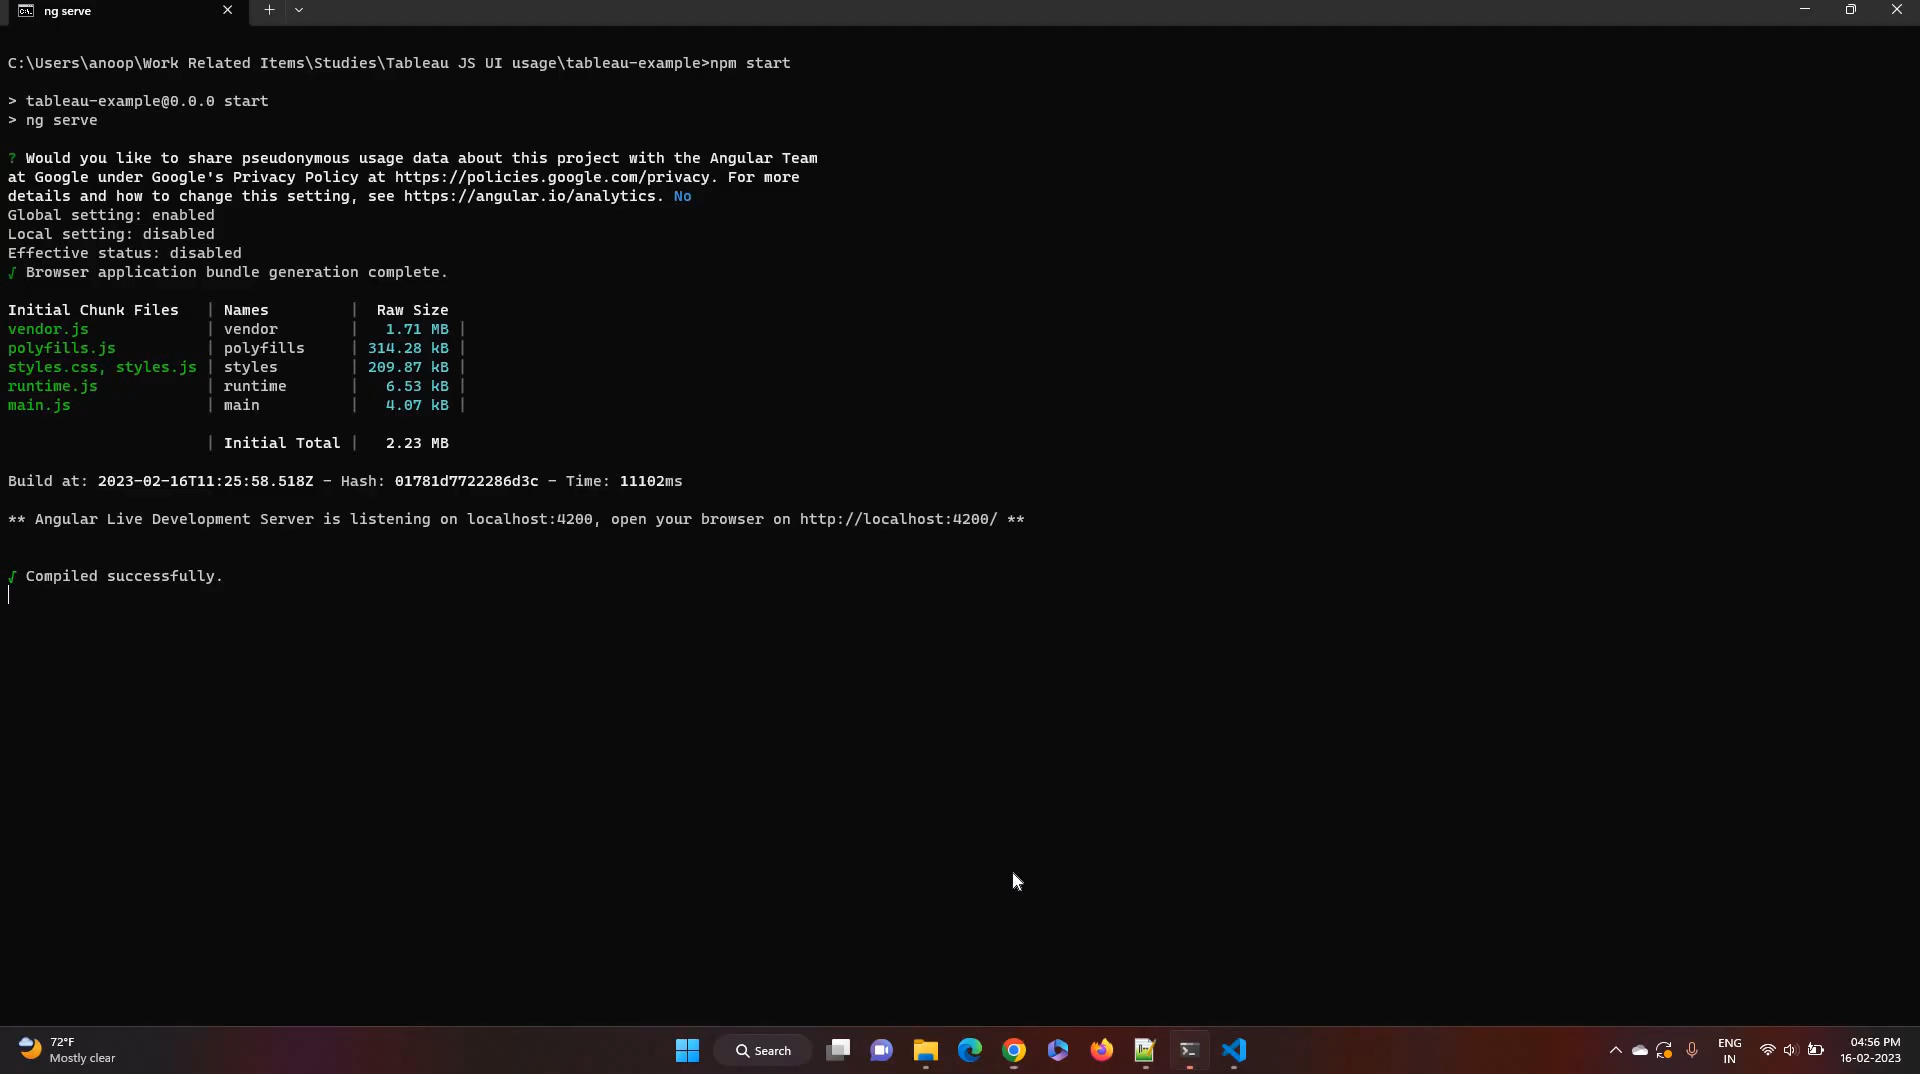 ng serve
C:\Users\anoop\Work Related Items\Studies\Tableau JS UI usage\tableau-example>npm start
> tableau-example@0.0.0 start
> ng serve
? Would you like to share pseudonymous usage data about this project with the Angular Team
at Google under Google's Privacy Policy at https://policies.google.com/privacy. For more
details and how to change this setting, see https://angular.io/analytics. No
Global setting: enabled
Local setting: disabled
Effective status: disabled
√ Browser application bundle generation complete.
Initial Chunk Files | Names | Raw Size
vendor.js | vendor | 1.71 MB |
polyfills.js | polyfills | 314.28 kB |
styles.css, styles.js | styles | 209.87 kB |
runtime.js | runtime | 6.53 kB |
main.js | main | 4.07 kB |
| Initial Total | 2.23 MB
Build at: 2023-02-16T11:25:58.518Z - Hash: 01781d7722286d3c - Time: 11102ms
** Angular Live Development Server is listening on localhost:4200, open your browser on http://localhost:4200/ **
√ Compiled successfully.
72°F
Mostly clear
Search
ENG
IN
04:56 PM
16-02-2023